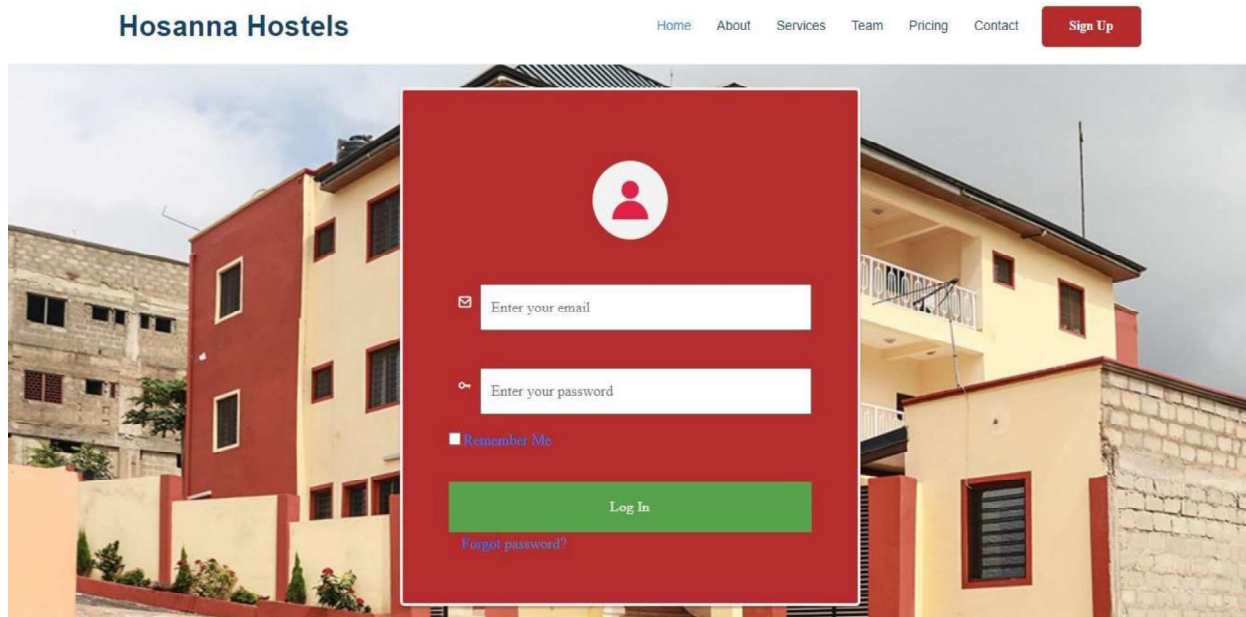 Hosanna Hostels
Home About Services Team Pricing Contact Sign Up
Enter your email
Enter your password
Remember Me
Log In
Forgot password?